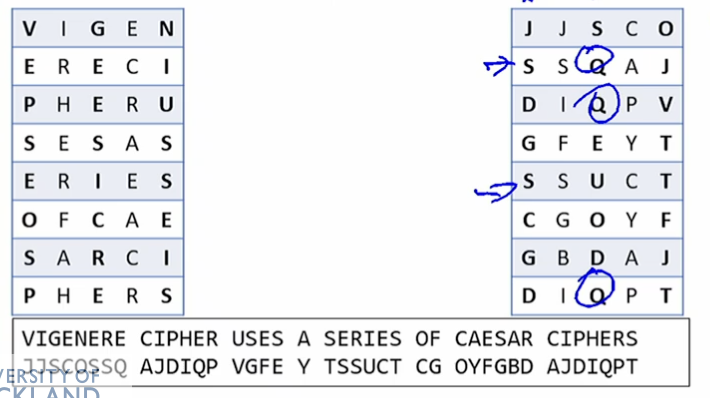 V I G E N J J S C O
E R E C I S S Q A J
P H E R U D I Q P V
S E S A S G F E Y T
E R I E S S S U C T
O F C A E C G O Y F
S A R C I G B D A J
P H E R S D I Q P T
VIGENERE CIPHER USES A SERIES OF CAESAR CIPHERS
JJSCOSSQ AJDIQP VGFE Y TSSUCT CG OYFGBD AJDIQPT
VERSITY OF
CKLAND